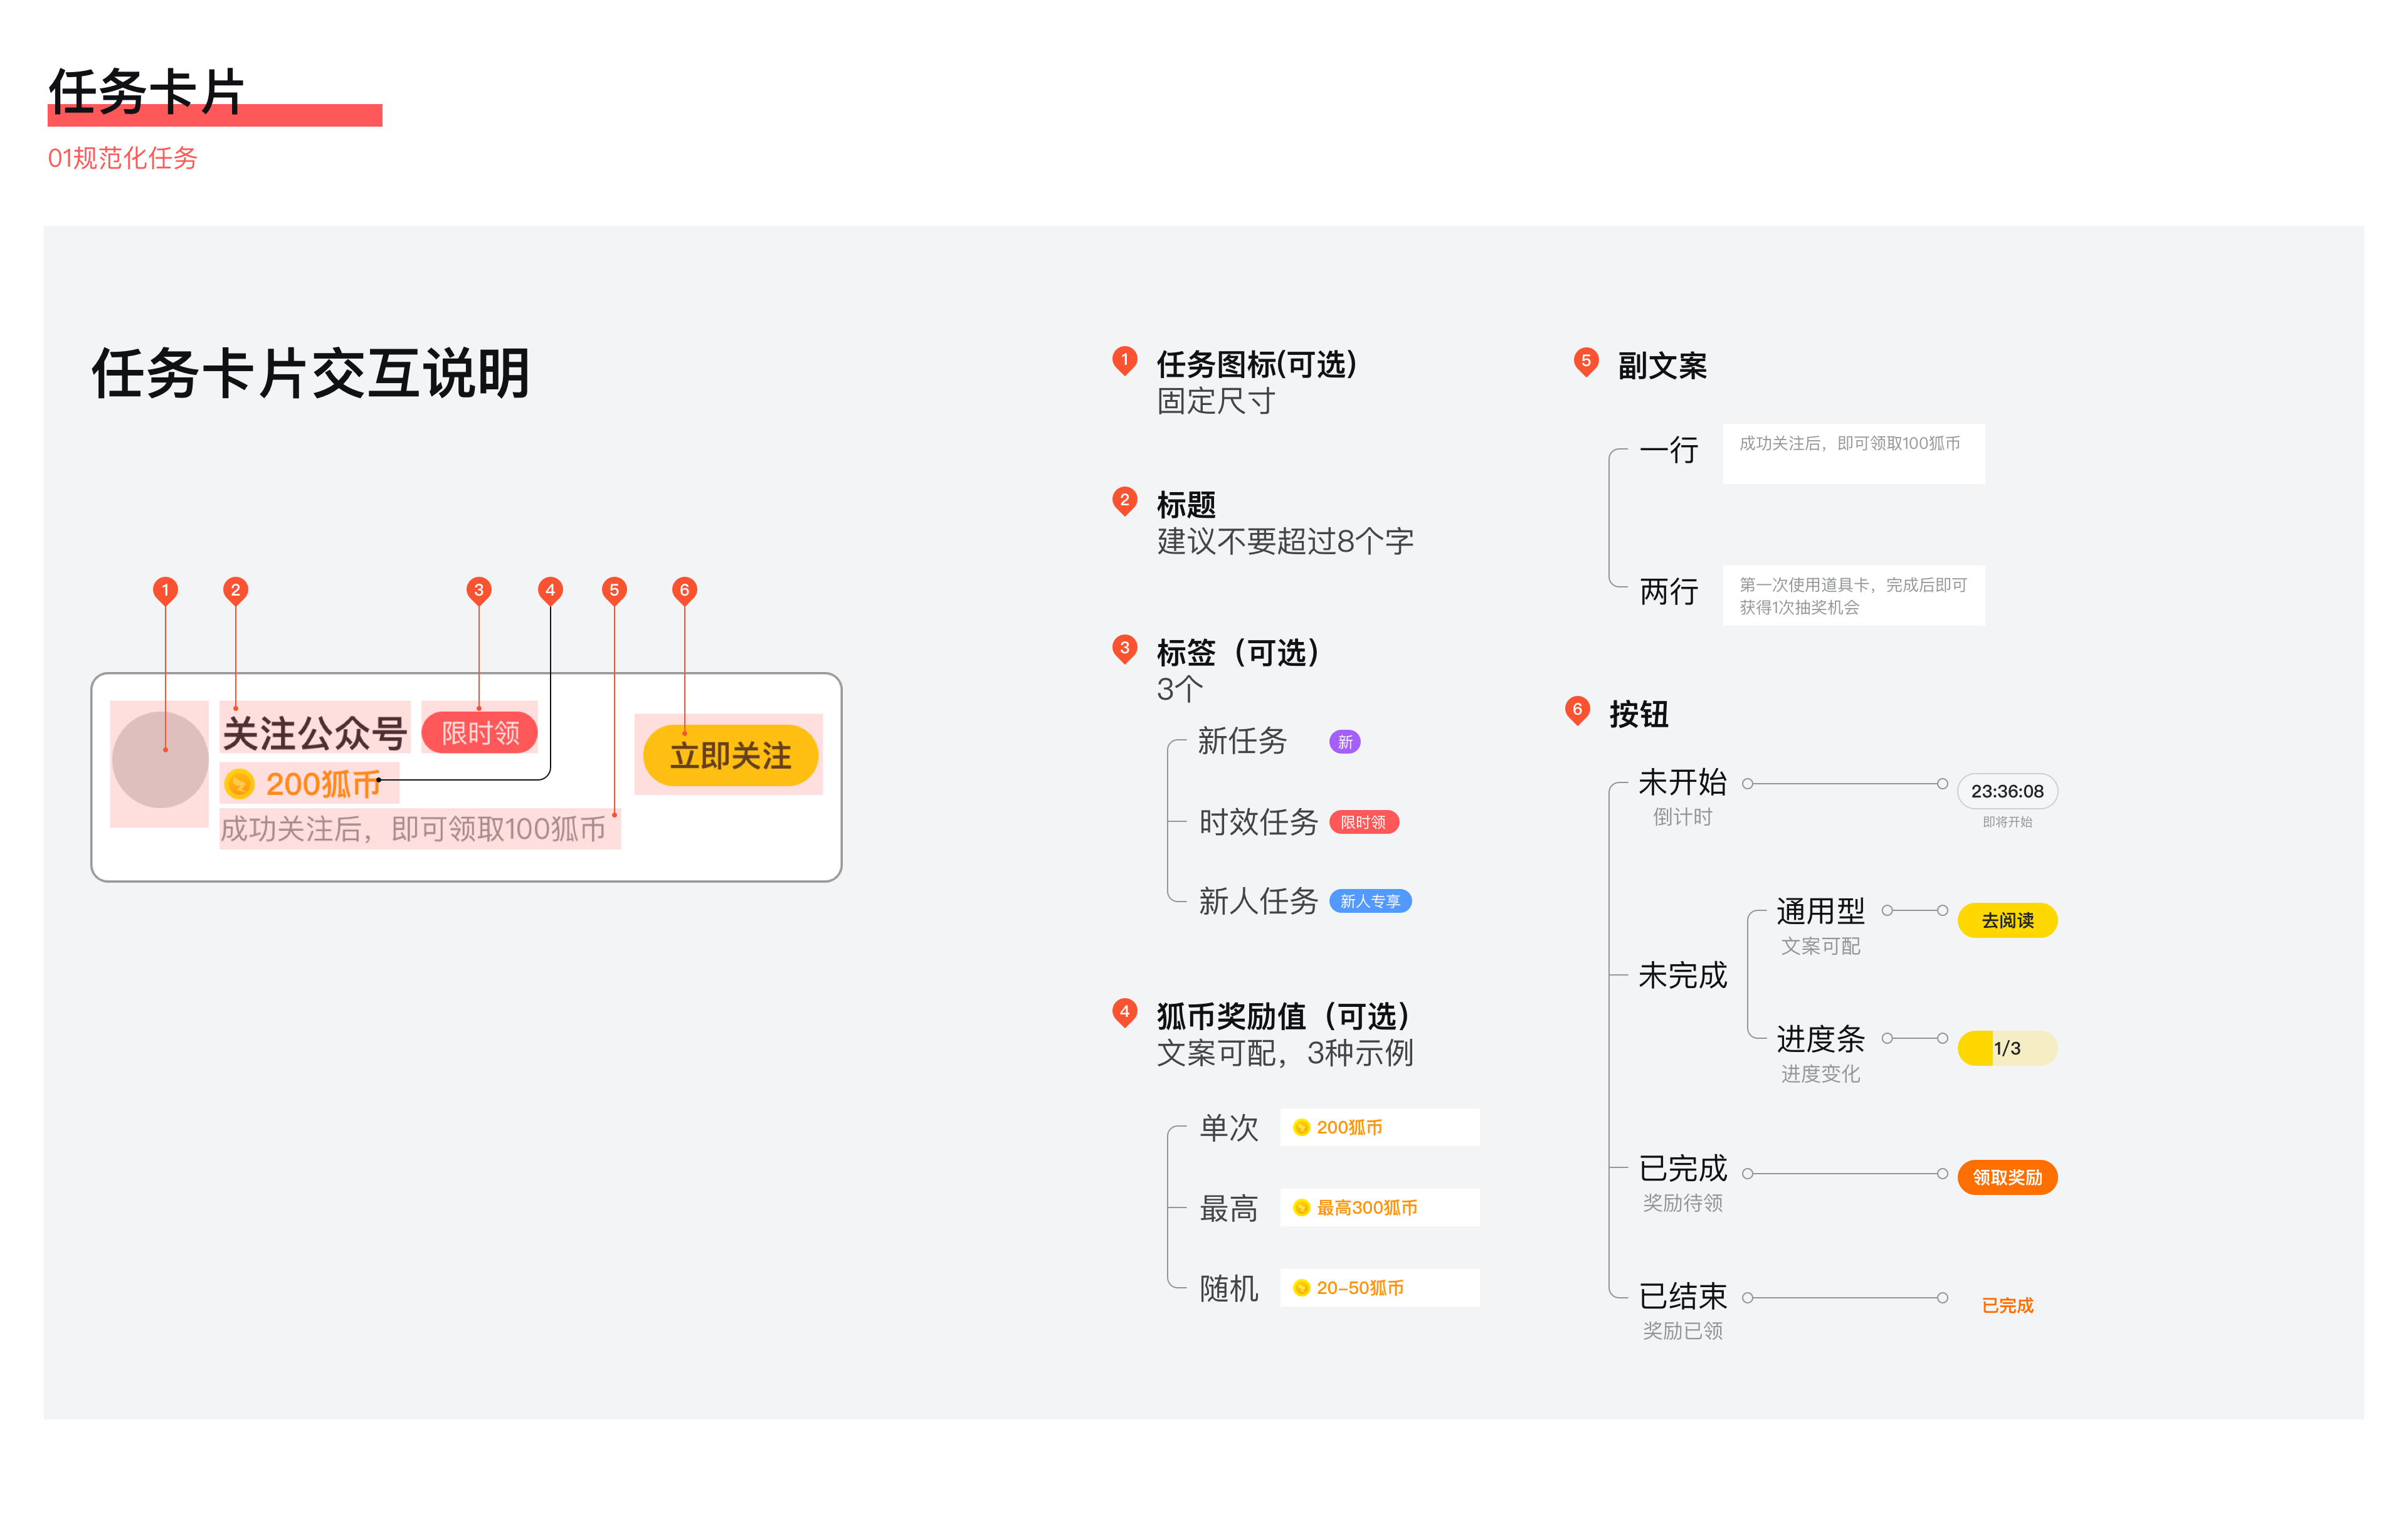 任务卡片
01规范化任务
任务卡片交互说明
1
2
3
4
5
6
关注公众号
限时领
200狐币
成功关注后，即可领取100狐币
立即关注
1
任务图标(可选)
固定尺寸
2
标题
建议不要超过8个字
3
标签（可选）
3个
新任务
新
时效任务
限时领
新人任务
新人专享
4
狐币奖励值（可选）
文案可配，3种示例
单次
200狐币
最高
最高300狐币
随机
20-50狐币
5
副文案
一行
成功关注后，即可领取100狐币
两行
第一次使用道具卡，完成后即可
获得1次抽奖机会
6
按钮
未开始
倒计时
23:36:08
即将开始
未完成
通用型
文案可配
去阅读
进度条
进度变化
1/3
已完成
奖励待领
领取奖励
已结束
奖励已领
已完成